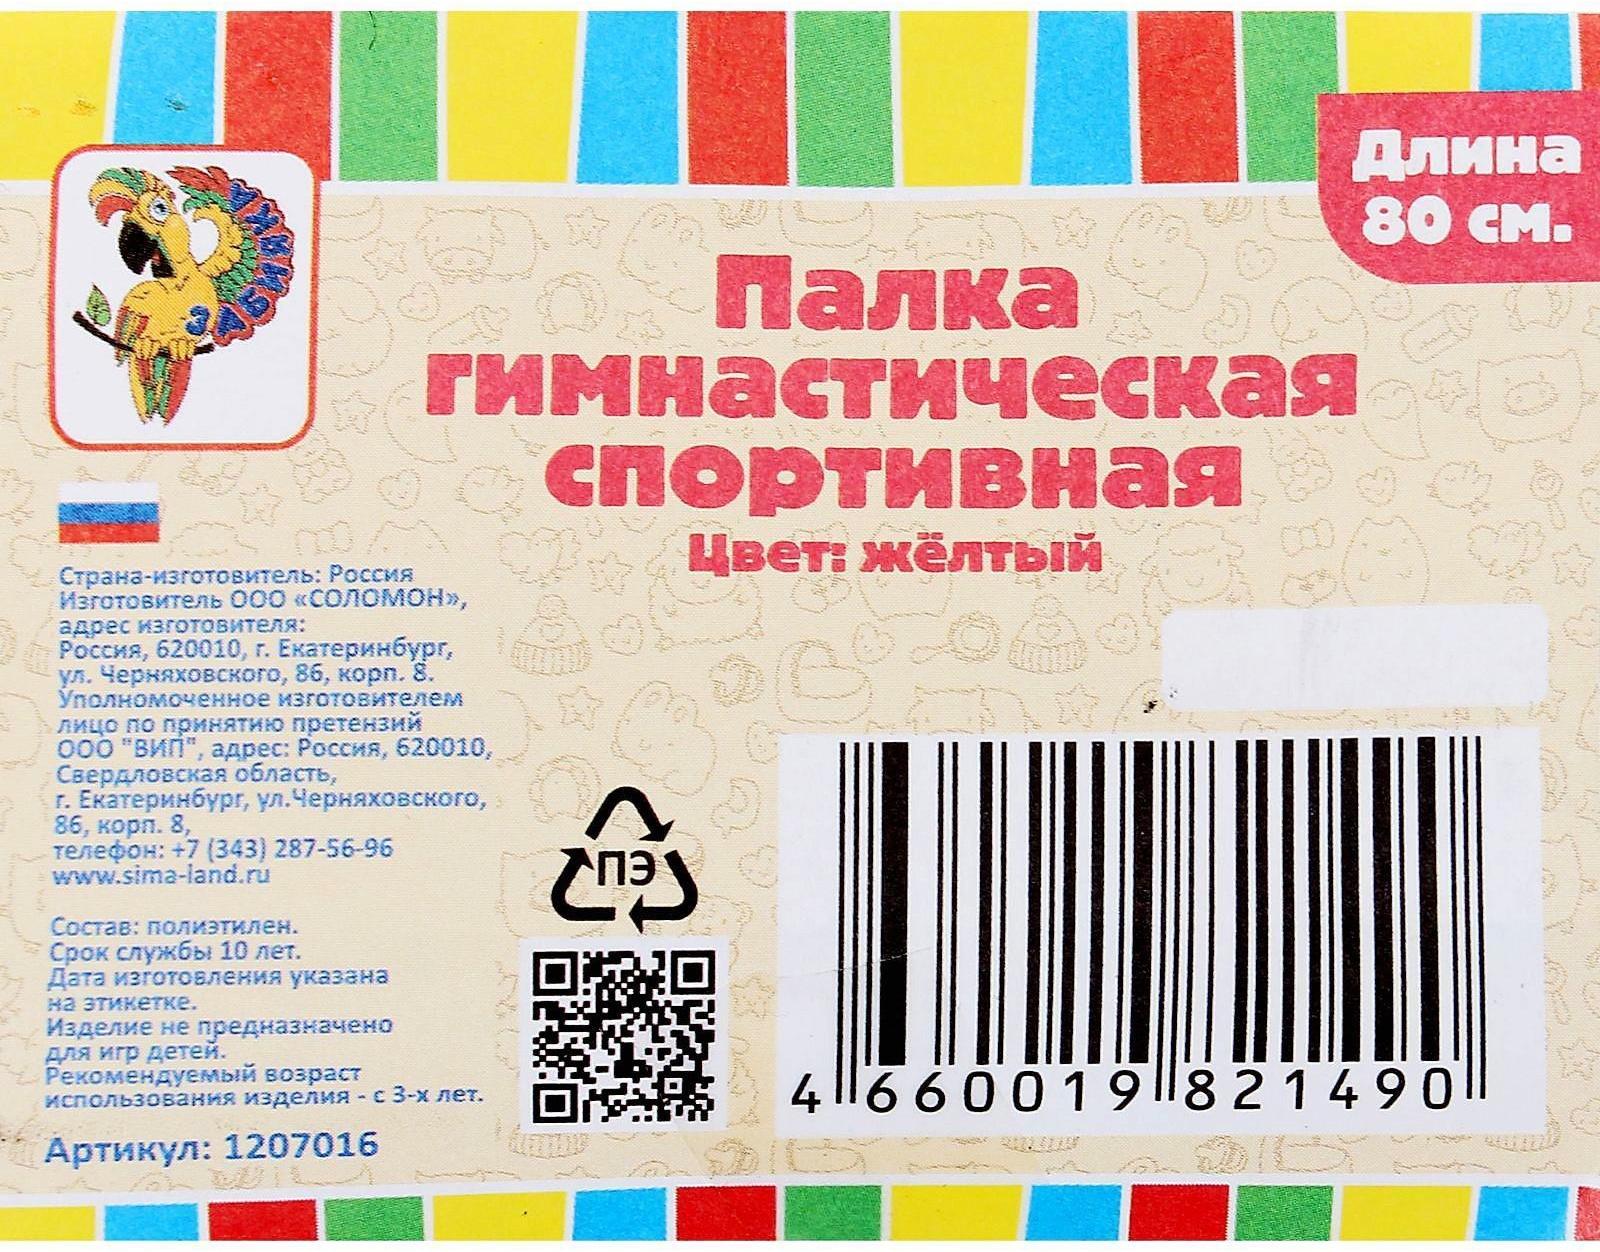 Длина
80 см.
ЗАБИЯКИ
Палка
гимнастическая
спортивная
Цвет: жёлтый
Страна-изготовитель: Россия
Изготовитель ООО «СОЛОМОН»,
адрес изготовителя:
Россия, 620010, г. Екатеринбург,
ул. Черняховского, 86, корп. 8.
Уполномоченное изготовителем
лицо по принятию претензий
ООО "ВИП", адрес: Россия, 620010,
Свердловская область,
г. Екатеринбург, ул.Черняховского,
86, корп. 8,
телефон: +7 (343) 287-56-96
www.sima-land.ru
Состав: полиэтилен.
Срок службы 10 лет.
Дата изготовления указана
на этикетке.
Изделие не предназначено
для игр детей.
Рекомендуемый возраст
использования изделия - с 3-х лет.
Артикул: 1207016
ПЭ
4 660019 821490